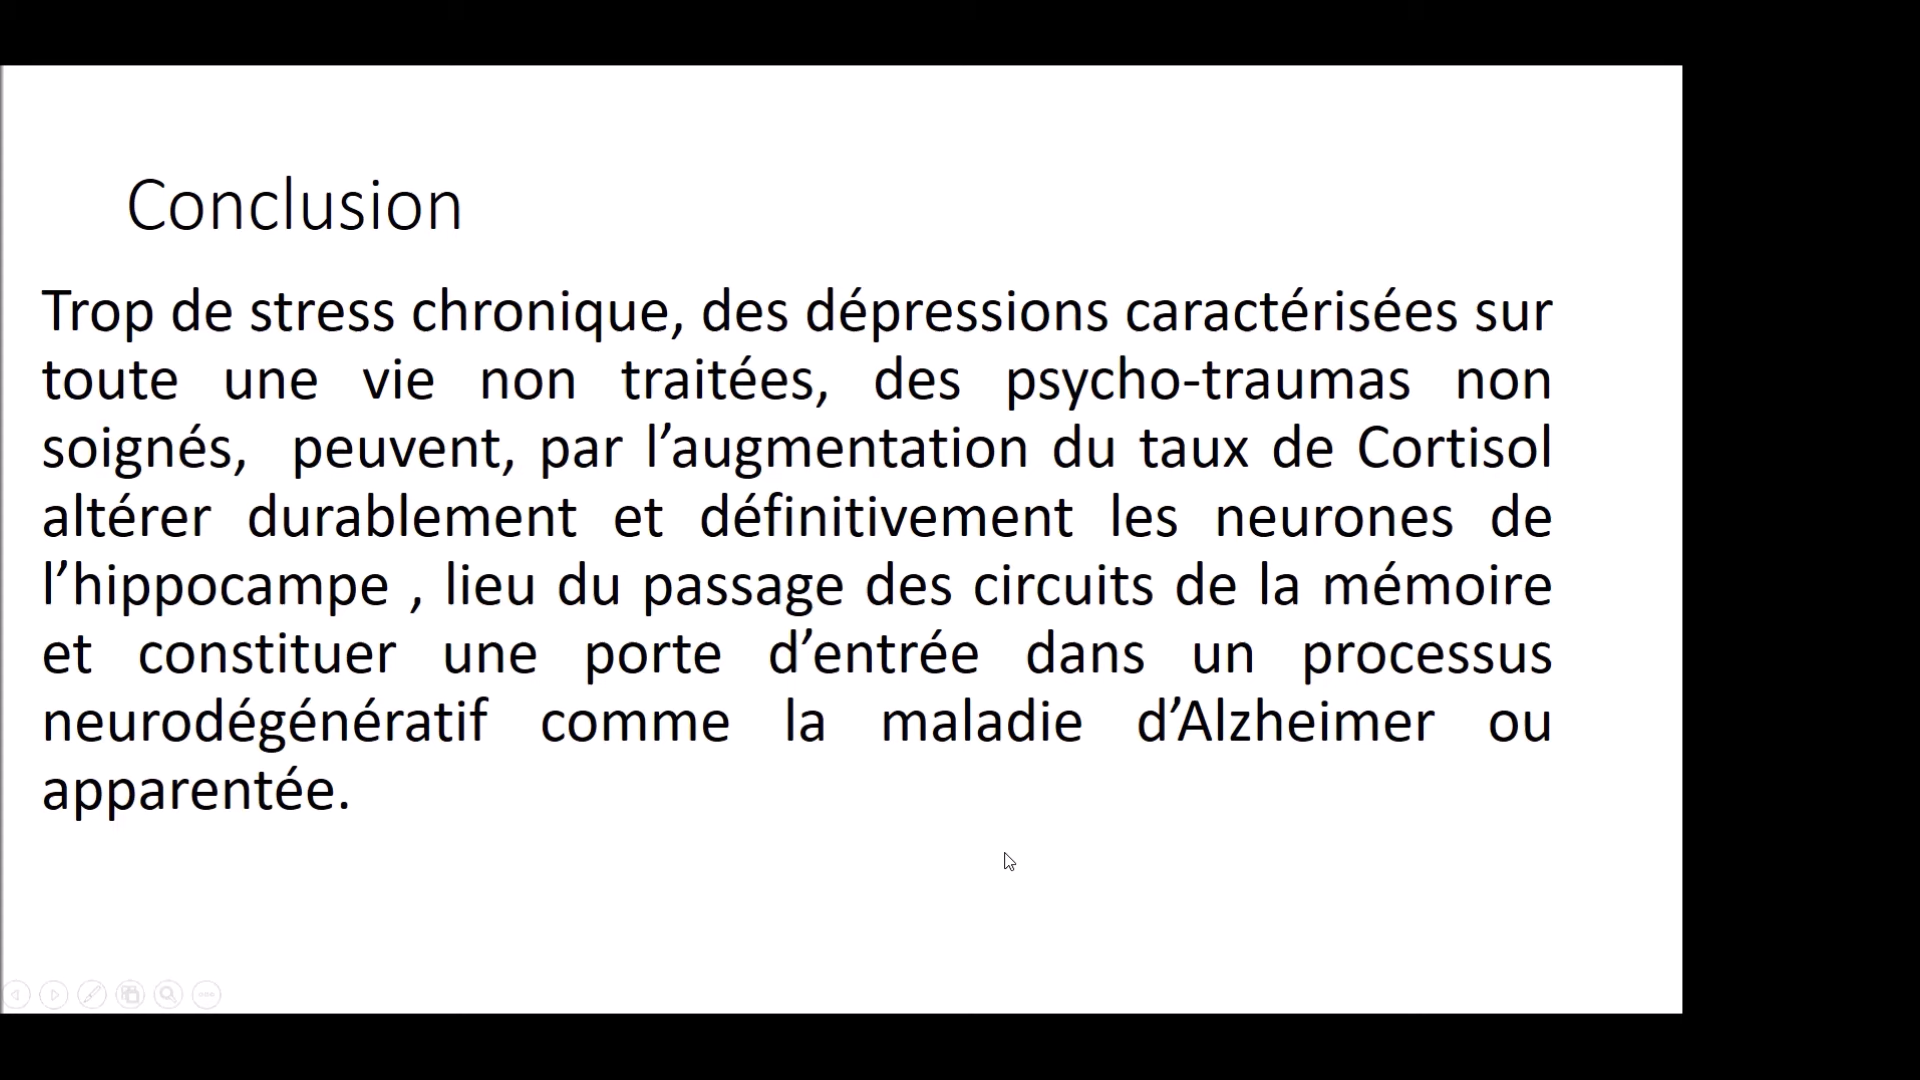 Conclusion
Trop de stress chronique, des dépressions caractérisées sur
toute une vie non traitées, des psycho-traumas non
soignés, peuvent, par l’augmentation du taux de Cortisol
altérer durablement et définitivement les neurones de
l’hippocampe , lieu du passage des circuits de la mémoire
et constituer une porte d’entrée dans un processus
neurodégénératif comme la maladie d’Alzheimer ou
apparentée.